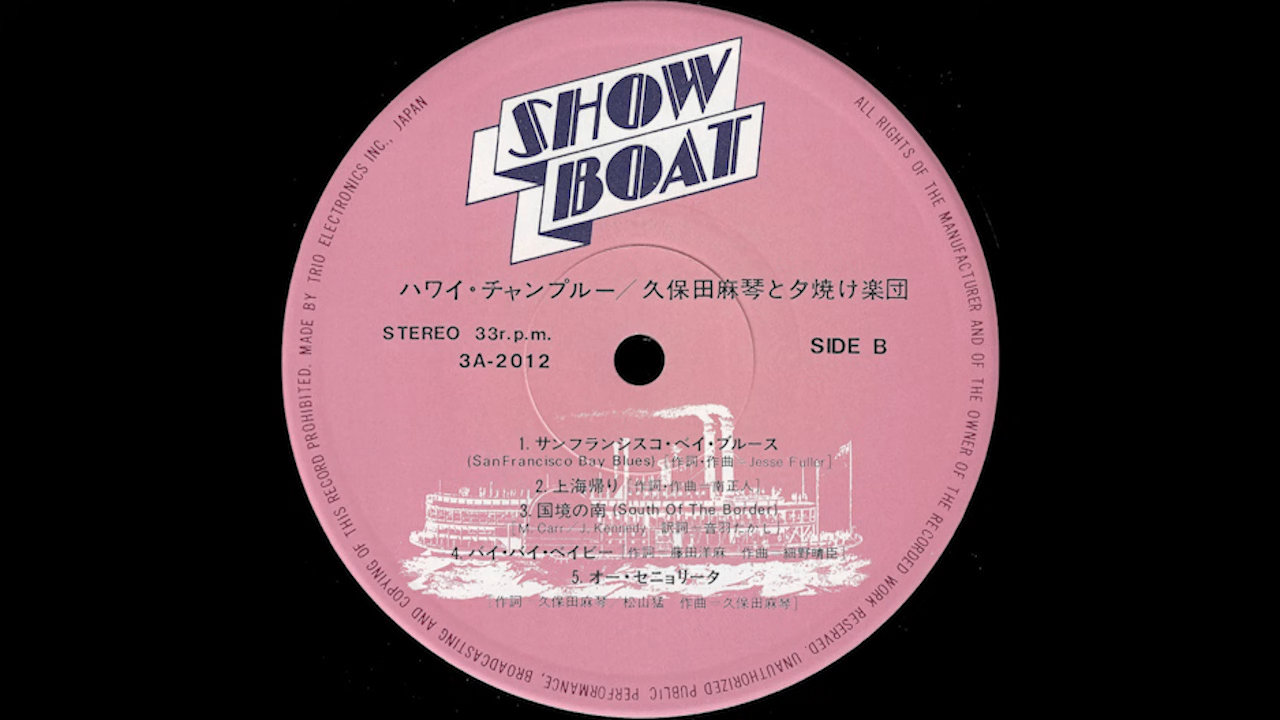 SHOW
BOAT
ハワイ・チャンプルー／久保田麻琴と夕焼け楽団
STEREO 33r.p.m.
3A-2012
SIDE B
1. サンフランシスコ・ベイ・ブルース
(SanFrancisco Bay Blues) [作詞・作曲－Jesse Fuller]
2. 上海帰り [作詞・作曲－南正人]
3. 国境の南 (South Of The Border)
[M. Carr／J. Kennedy 訳詞－音羽たかし]
4. バイ・バイ・ベイビー [作詞－藤田洋麻 作曲－細野晴臣]
5. オー・セニョリータ
[作詞－久保田麻琴／松山猛 作曲－久保田麻琴]
ALL RIGHTS OF THE MANUFACTURER AND OF THE OWNER OF THE RECORDED WORK RESERVED. UNAUTHORIZED PUBLIC PERFORMANCE, BROADCASTING AND COPYING OF THIS RECORD PROHIBITED. MADE BY TRIO ELECTRONICS INC., JAPAN